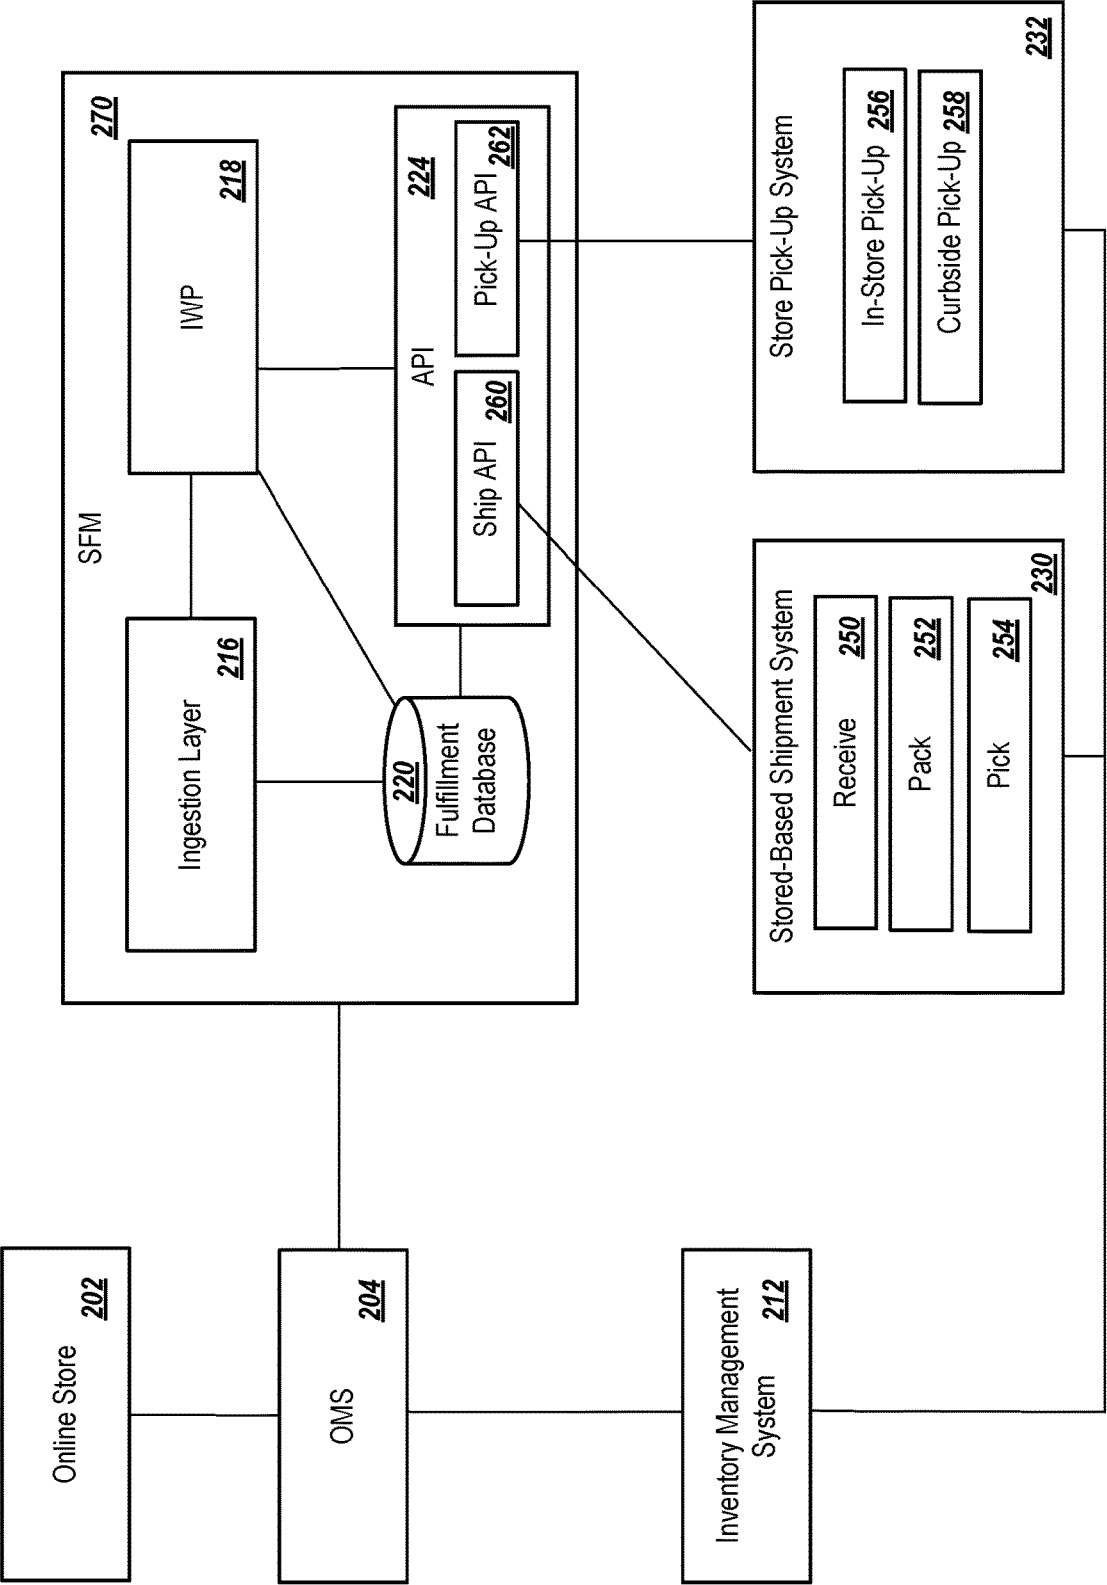 Online Store
202
OMS
204
Inventory Management
System
212
SFM
270
Ingestion Layer
216
IWP
218
220
Fulfillment
Database
API
224
Ship API
260
Pick-Up API
262
Stored-Based Shipment System
230
Receive
250
Pack
252
Pick
254
Store Pick-Up System
232
In-Store Pick-Up
256
Curbside Pick-Up
258